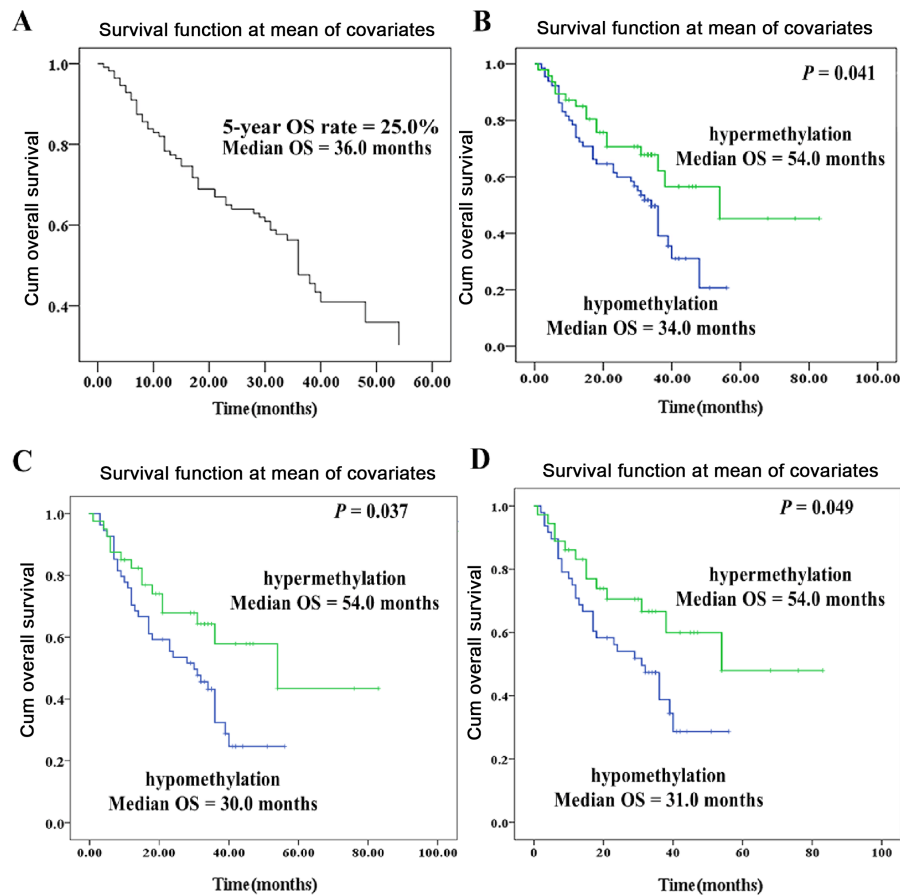 A
Survival function at mean of covariates
Cum overall survival
1.0
0.8
0.6
0.4
5-year OS rate = 25.0%
Median OS = 36.0 months
0.00 10.00 20.00 30.00 40.00 50.00 60.00
Time(months)
B
Survival function at mean of covariates
Cum overall survival
1.0
0.8
0.6
0.4
0.2
0.0
P = 0.041
hypermethylation
Median OS = 54.0 months
hypomethylation
Median OS = 34.0 months
0.00 20.00 40.00 60.00 80.00 100.00
Time(months)
C
Survival function at mean of covariates
Cum overall survival
1.0
0.8
0.6
0.4
0.2
0.0
P = 0.037
hypermethylation
Median OS = 54.0 months
hypomethylation
Median OS = 30.0 months
0.00 20.00 40.00 60.00 80.00 100.00
Time(months)
D
Survival function at mean of covariates
Cum overall survival
1.0
0.8
0.6
0.4
0.2
0.0
P = 0.049
hypermethylation
Median OS = 54.0 months
hypomethylation
Median OS = 31.0 months
0 20 40 60 80 100
Time(months)